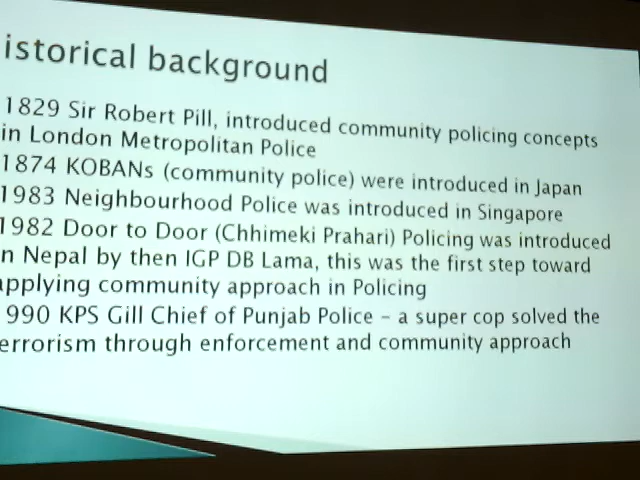 istorical background
1829 Sir Robert Pill, introduced community policing concepts
in London Metropolitan Police
1874 KOBANs (community police) were introduced in Japan
1983 Neighbourhood Police was introduced in Singapore
1982 Door to Door (Chhimeki Prahari) Policing was introduced
n Nepal by then IGP DB Lama, this was the first step toward
applying community approach in Policing
990 KPS Gill Chief of Punjab Police – a super cop solved the
errorism through enforcement and community approach